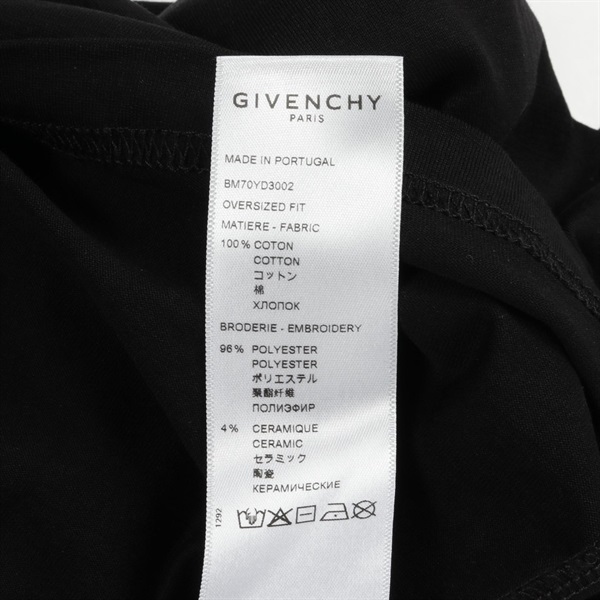 GIVENCHY
PARIS
MADE IN PORTUGAL
BM70YD3002
OVERSIZED FIT
MATIERE - FABRIC
100% COTON
COTTON
コットン
棉
ХЛОПОК
BRODERIE - EMBROIDERY
96% POLYESTER
POLYESTER
ポリエステル
聚酯纤维
ПОЛИЭФИР
4% CERAMIQUE
CERAMIC
セラミック
陶瓷
КЕРАМИЧЕСКИЕ
1292